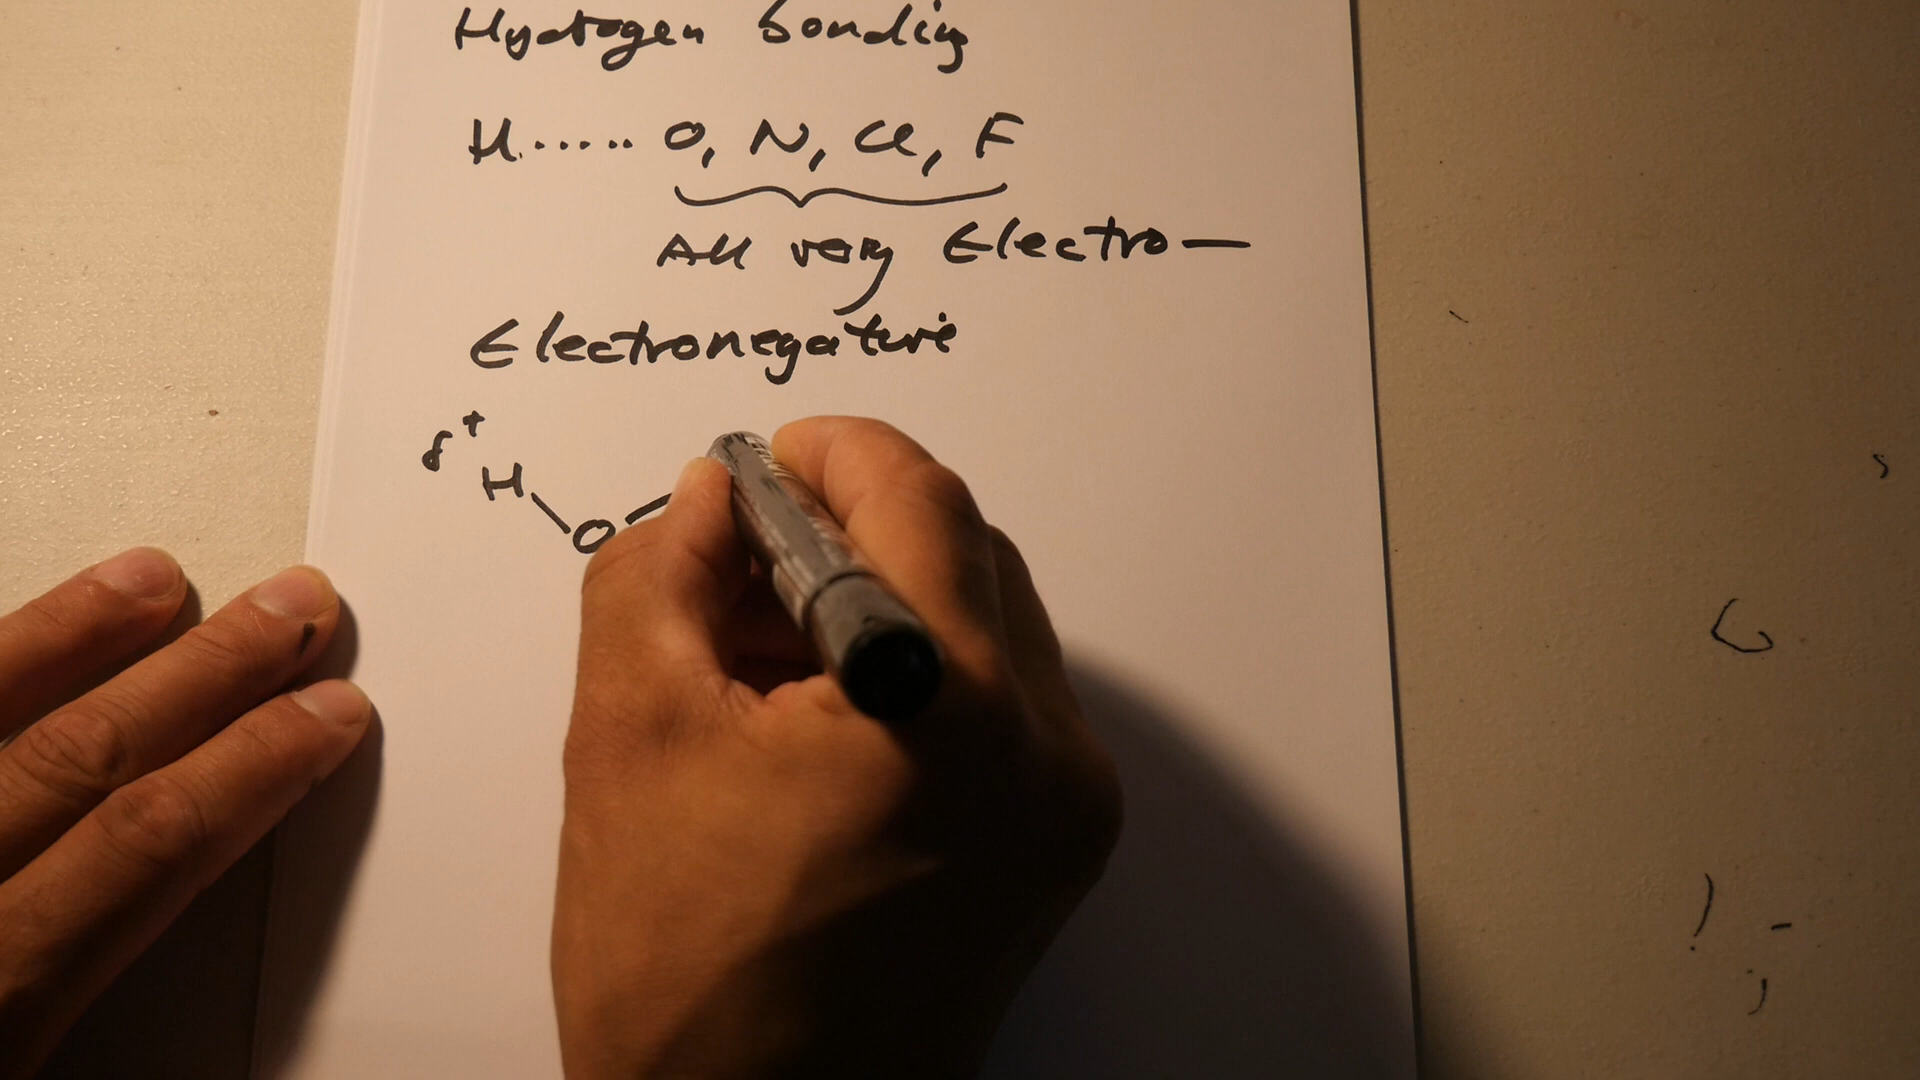 Hydrogen bonding
H...... O, N, Cl, F
All very Electro—
Electronegative
δ+
H
O